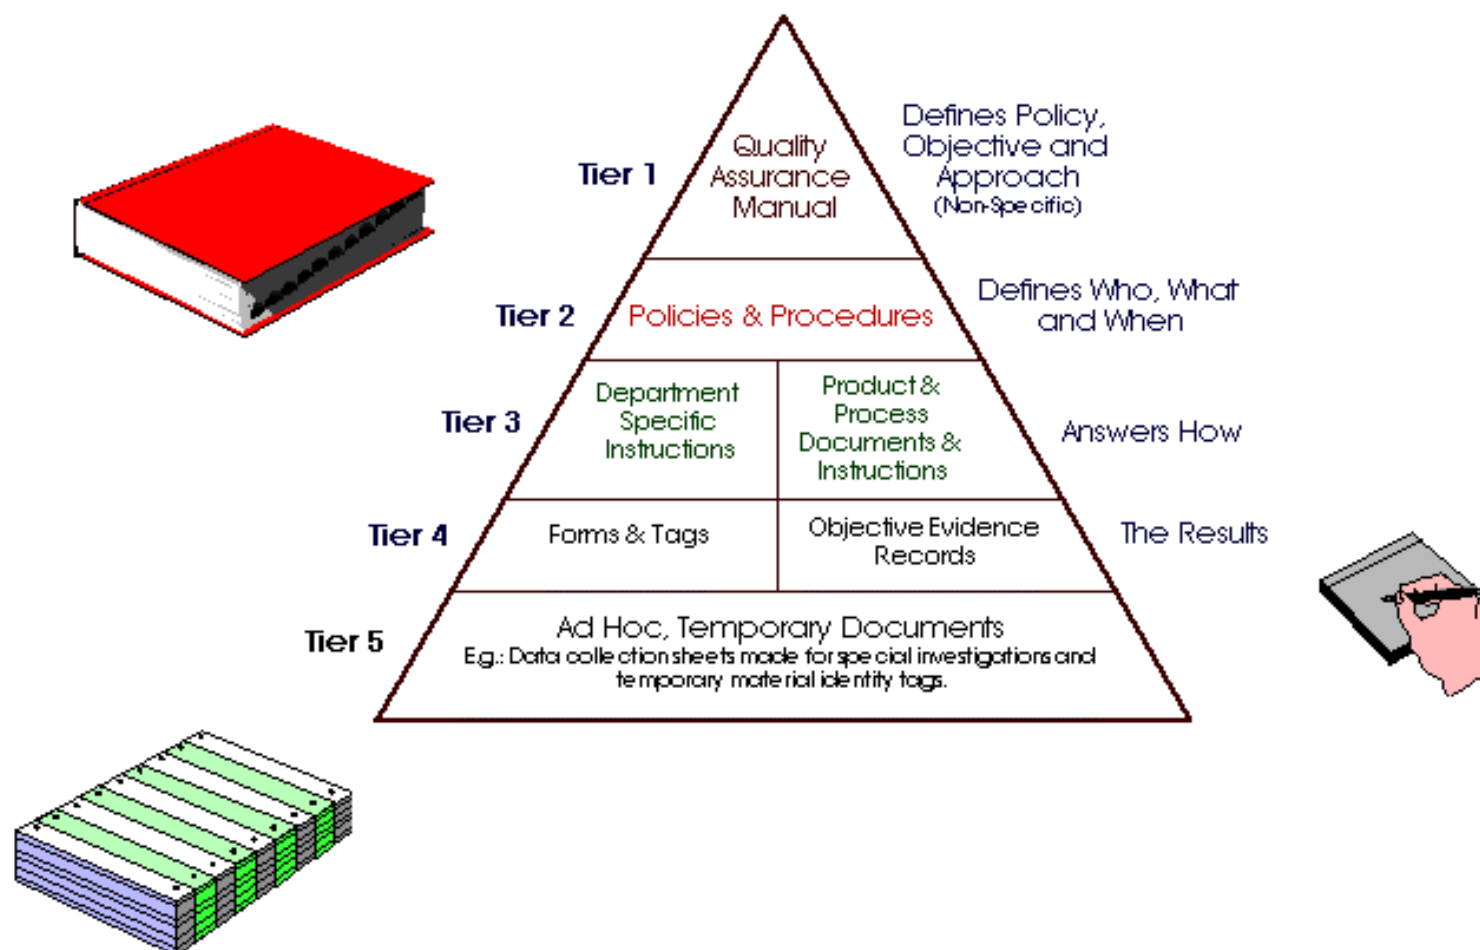 Tier 1
Quality
Assurance
Manual
Defines Policy,
Objective and
Approach
(Non-Specific)
Tier 2
Policies & Procedures
Defines Who, What
and When
Tier 3
Department
Specific
Instructions
Product &
Process
Documents &
Instructions
Answers How
Tier 4
Forms & Tags
Objective Evidence
Records
The Results
Tier 5
Ad Hoc, Temporary Documents
E.g.: Data collection sheets made for special investigations and
temporary material identity tags.